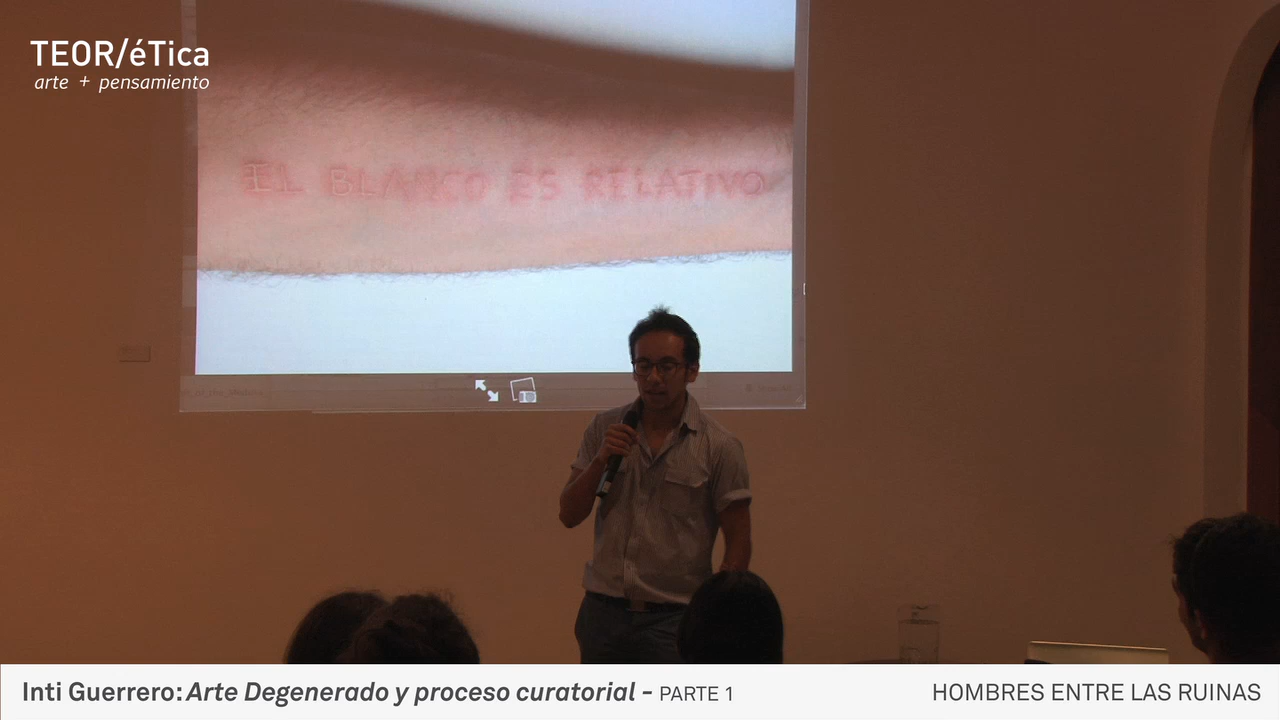 TEOR/éTica
arte + pensamiento
EL BLANCO ES RELATIVO
Inti Guerrero: Arte Degenerado y proceso curatorial - PARTE 1
HOMBRES ENTRE LAS RUINAS